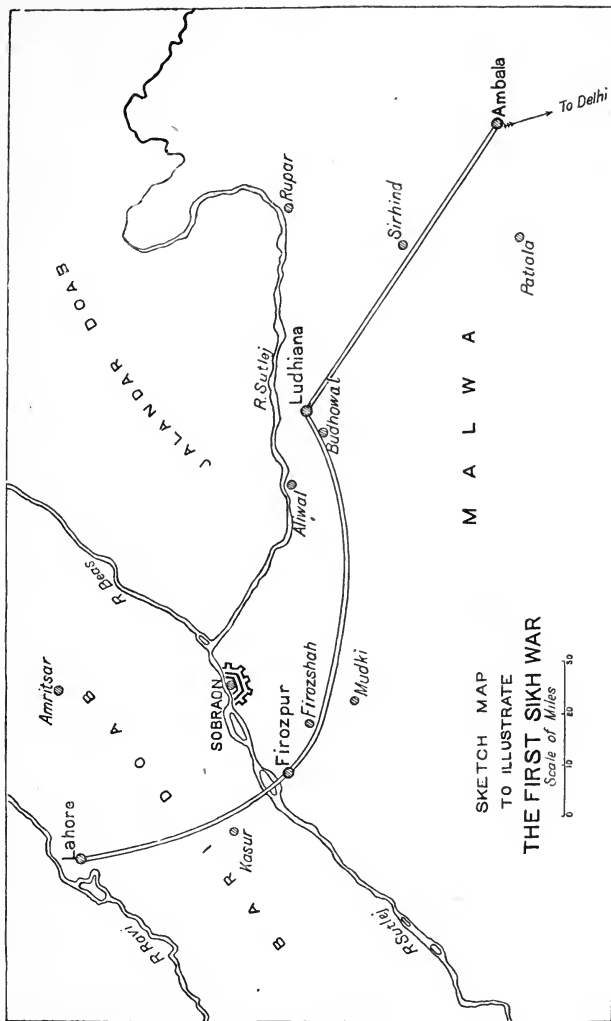 Amritsar
Lahore
R Beas
JALANDAR DOAB
R Ravi
BARI DOAB
SOBRAON
Kasur
R. Sutlej
Rupar
Firozpur
Ludhiana
Aliwal
Firozshah
Budhowal
Mudki
Sirhind
R Sutlej
MALWA
Ambala
Patiala
To Delhi
SKETCH MAP
TO ILLUSTRATE
THE FIRST SIKH WAR
Scale of Miles
0 10 20 30